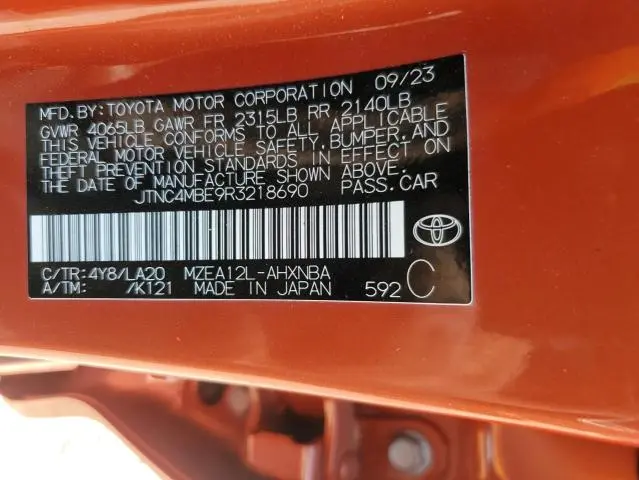 MFD. BY: TOYOTA MOTOR CORPORATION 09/23
GVWR 4065LB GAWR FR 2315LB RR 2140LB
THIS VEHICLE CONFORMS TO ALL APPLICABLE
FEDERAL MOTOR VEHICLE SAFETY, BUMPER, AND
THEFT PREVENTION STANDARDS IN EFFECT ON
THE DATE OF MANUFACTURE SHOWN ABOVE.
JTNC4MBE9R3218690 PASS. CAR
C/TR: 4Y8/LA20 MZEA12L-AHXNBA
A/TM: /K121 MADE IN JAPAN 592 C